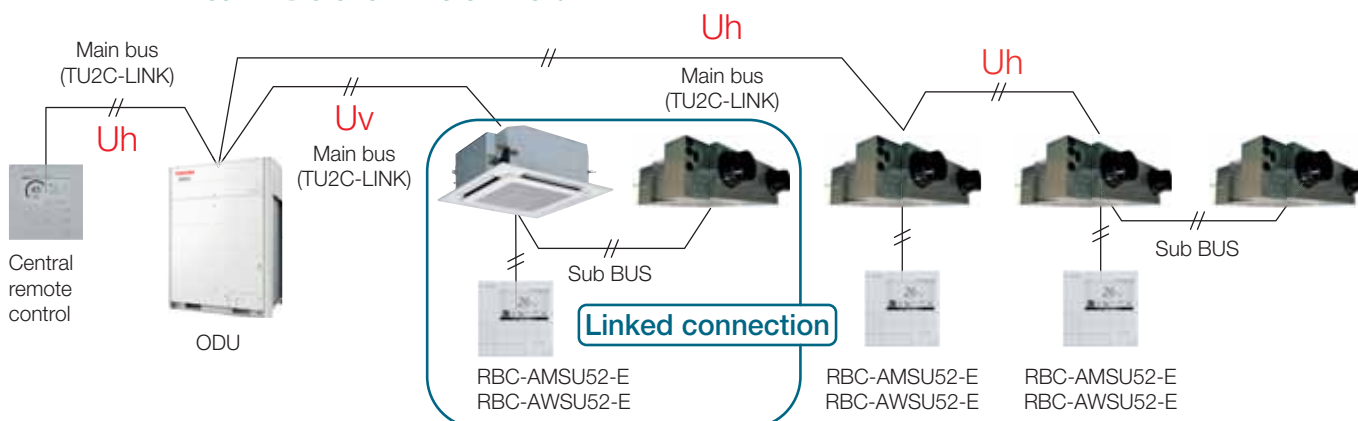 Uh
Main bus
(TU2C-LINK)
Uh
Main bus
(TU2C-LINK)
Uv
Uh
Main bus
(TU2C-LINK)
Central
remote
control
ODU
Sub BUS
Sub BUS
Linked connection
RBC-AMSU52-E
RBC-AWSU52-E
RBC-AMSU52-E
RBC-AWSU52-E
RBC-AMSU52-E
RBC-AWSU52-E